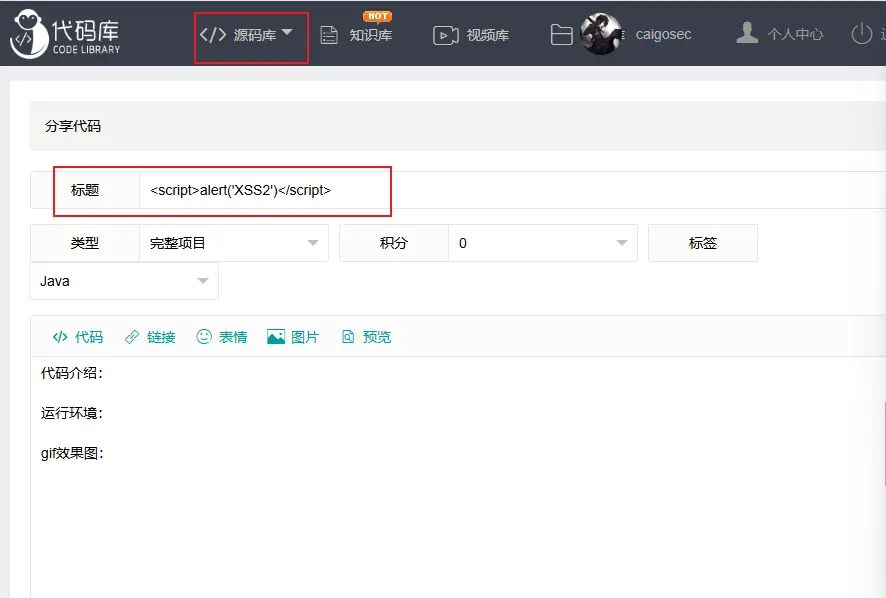 代码库
CODE LIBRARY
</> 源码库
HOT
知识库
视频库
caigosec
个人中心
分享代码
标题 <script>alert('XSS2')</script>
类型 完整项目 积分 0 标签
Java
代码 链接 表情 图片 预览
代码介绍：
运行环境：
gif效果图：